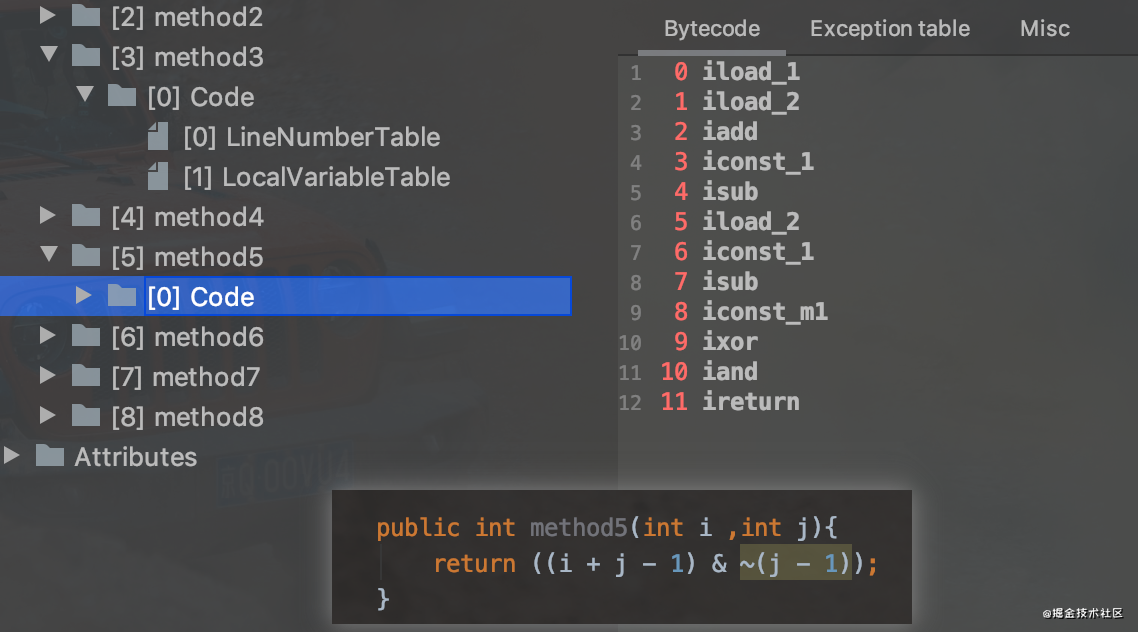 [2] method2
[3] method3
[0] Code
[0] LineNumberTable
[1] LocalVariableTable
[4] method4
[5] method5
[0] Code
[6] method6
[7] method7
[8] method8
Attributes
Bytecode Exception table Misc
1 0 iload_1
2 1 iload_2
3 2 iadd
4 3 iconst_1
5 4 isub
6 5 iload_2
7 6 iconst_1
8 7 isub
9 8 iconst_m1
10 9 ixor
11 10 iand
12 11 ireturn
public int method5(int i ,int j){
return ((i + j - 1) & ~(j - 1));
}
@掘金技术社区